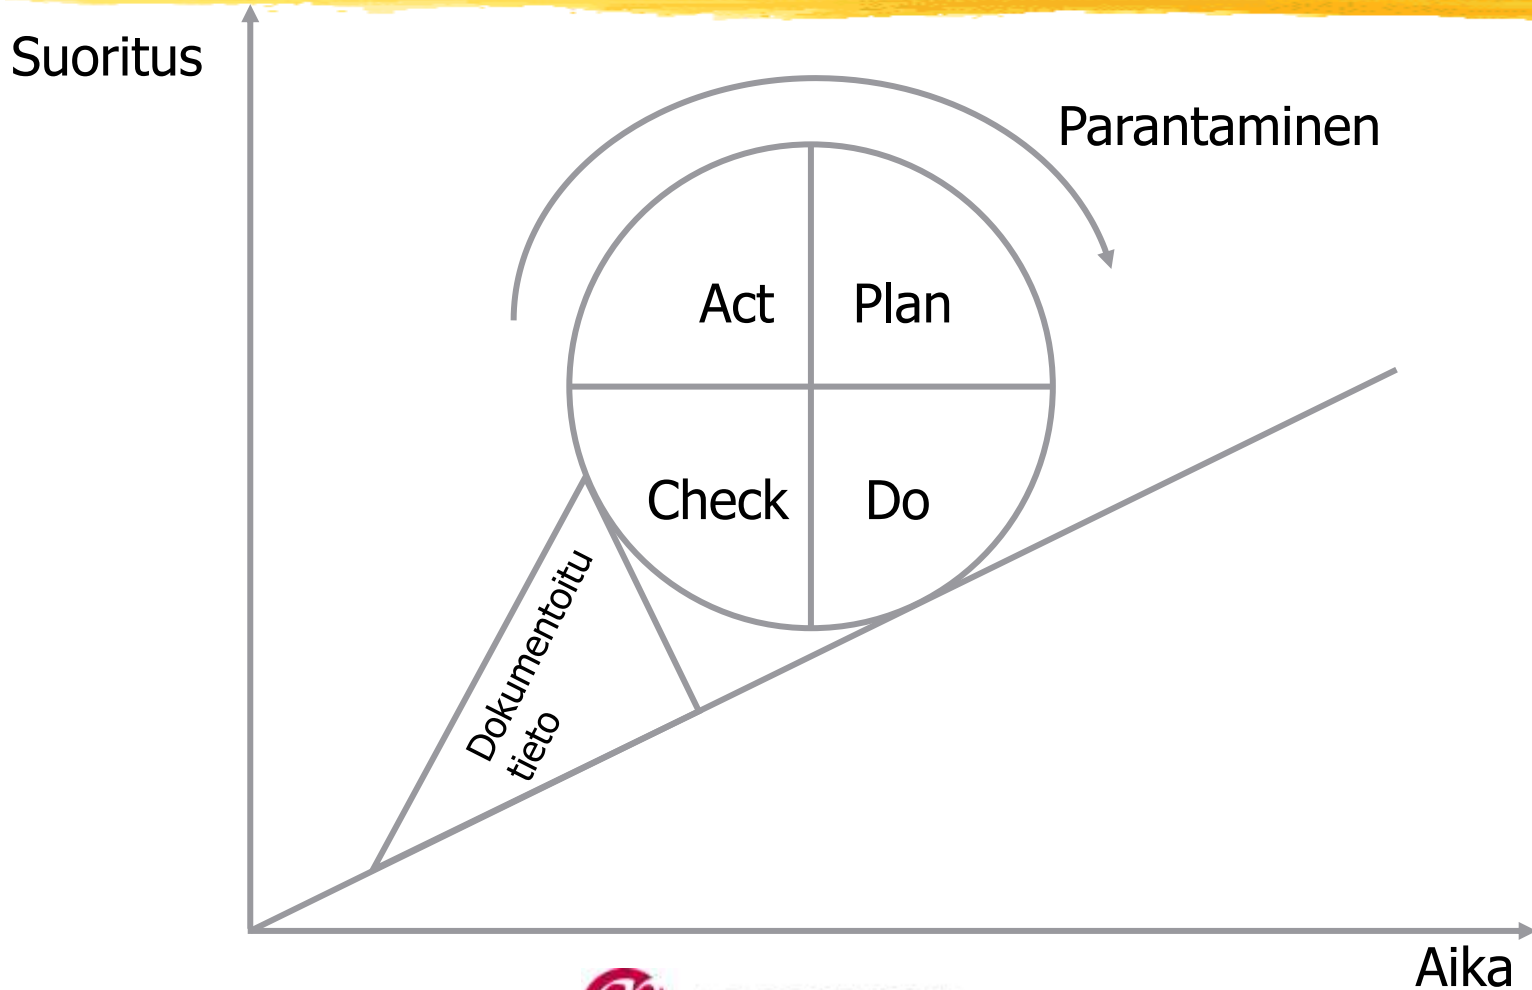 Suoritus
Parantaminen
Act
Plan
Check
Do
Dokumentoitu
tieto
Aika